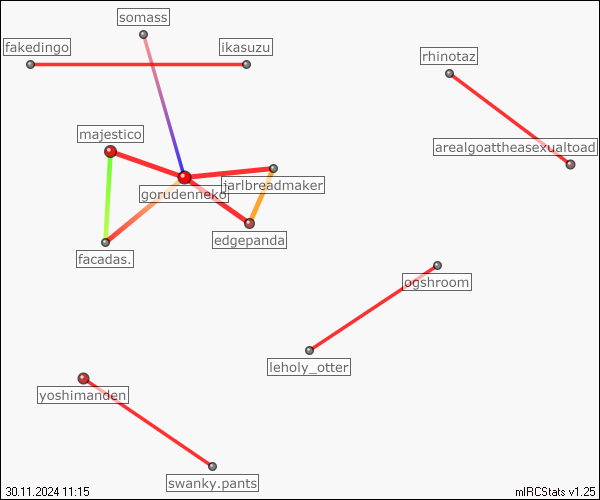 somass
fakedingo
ikasuzu
rhinotaz
majestico
arealgoattheasexualtoad
jarlbreadmaker
gorudenneko
edgepanda
facadas.
ogshroom
leholy_otter
yoshimanden
swanky.pants
30.11.2024 11:15
mIRCStats v1.25